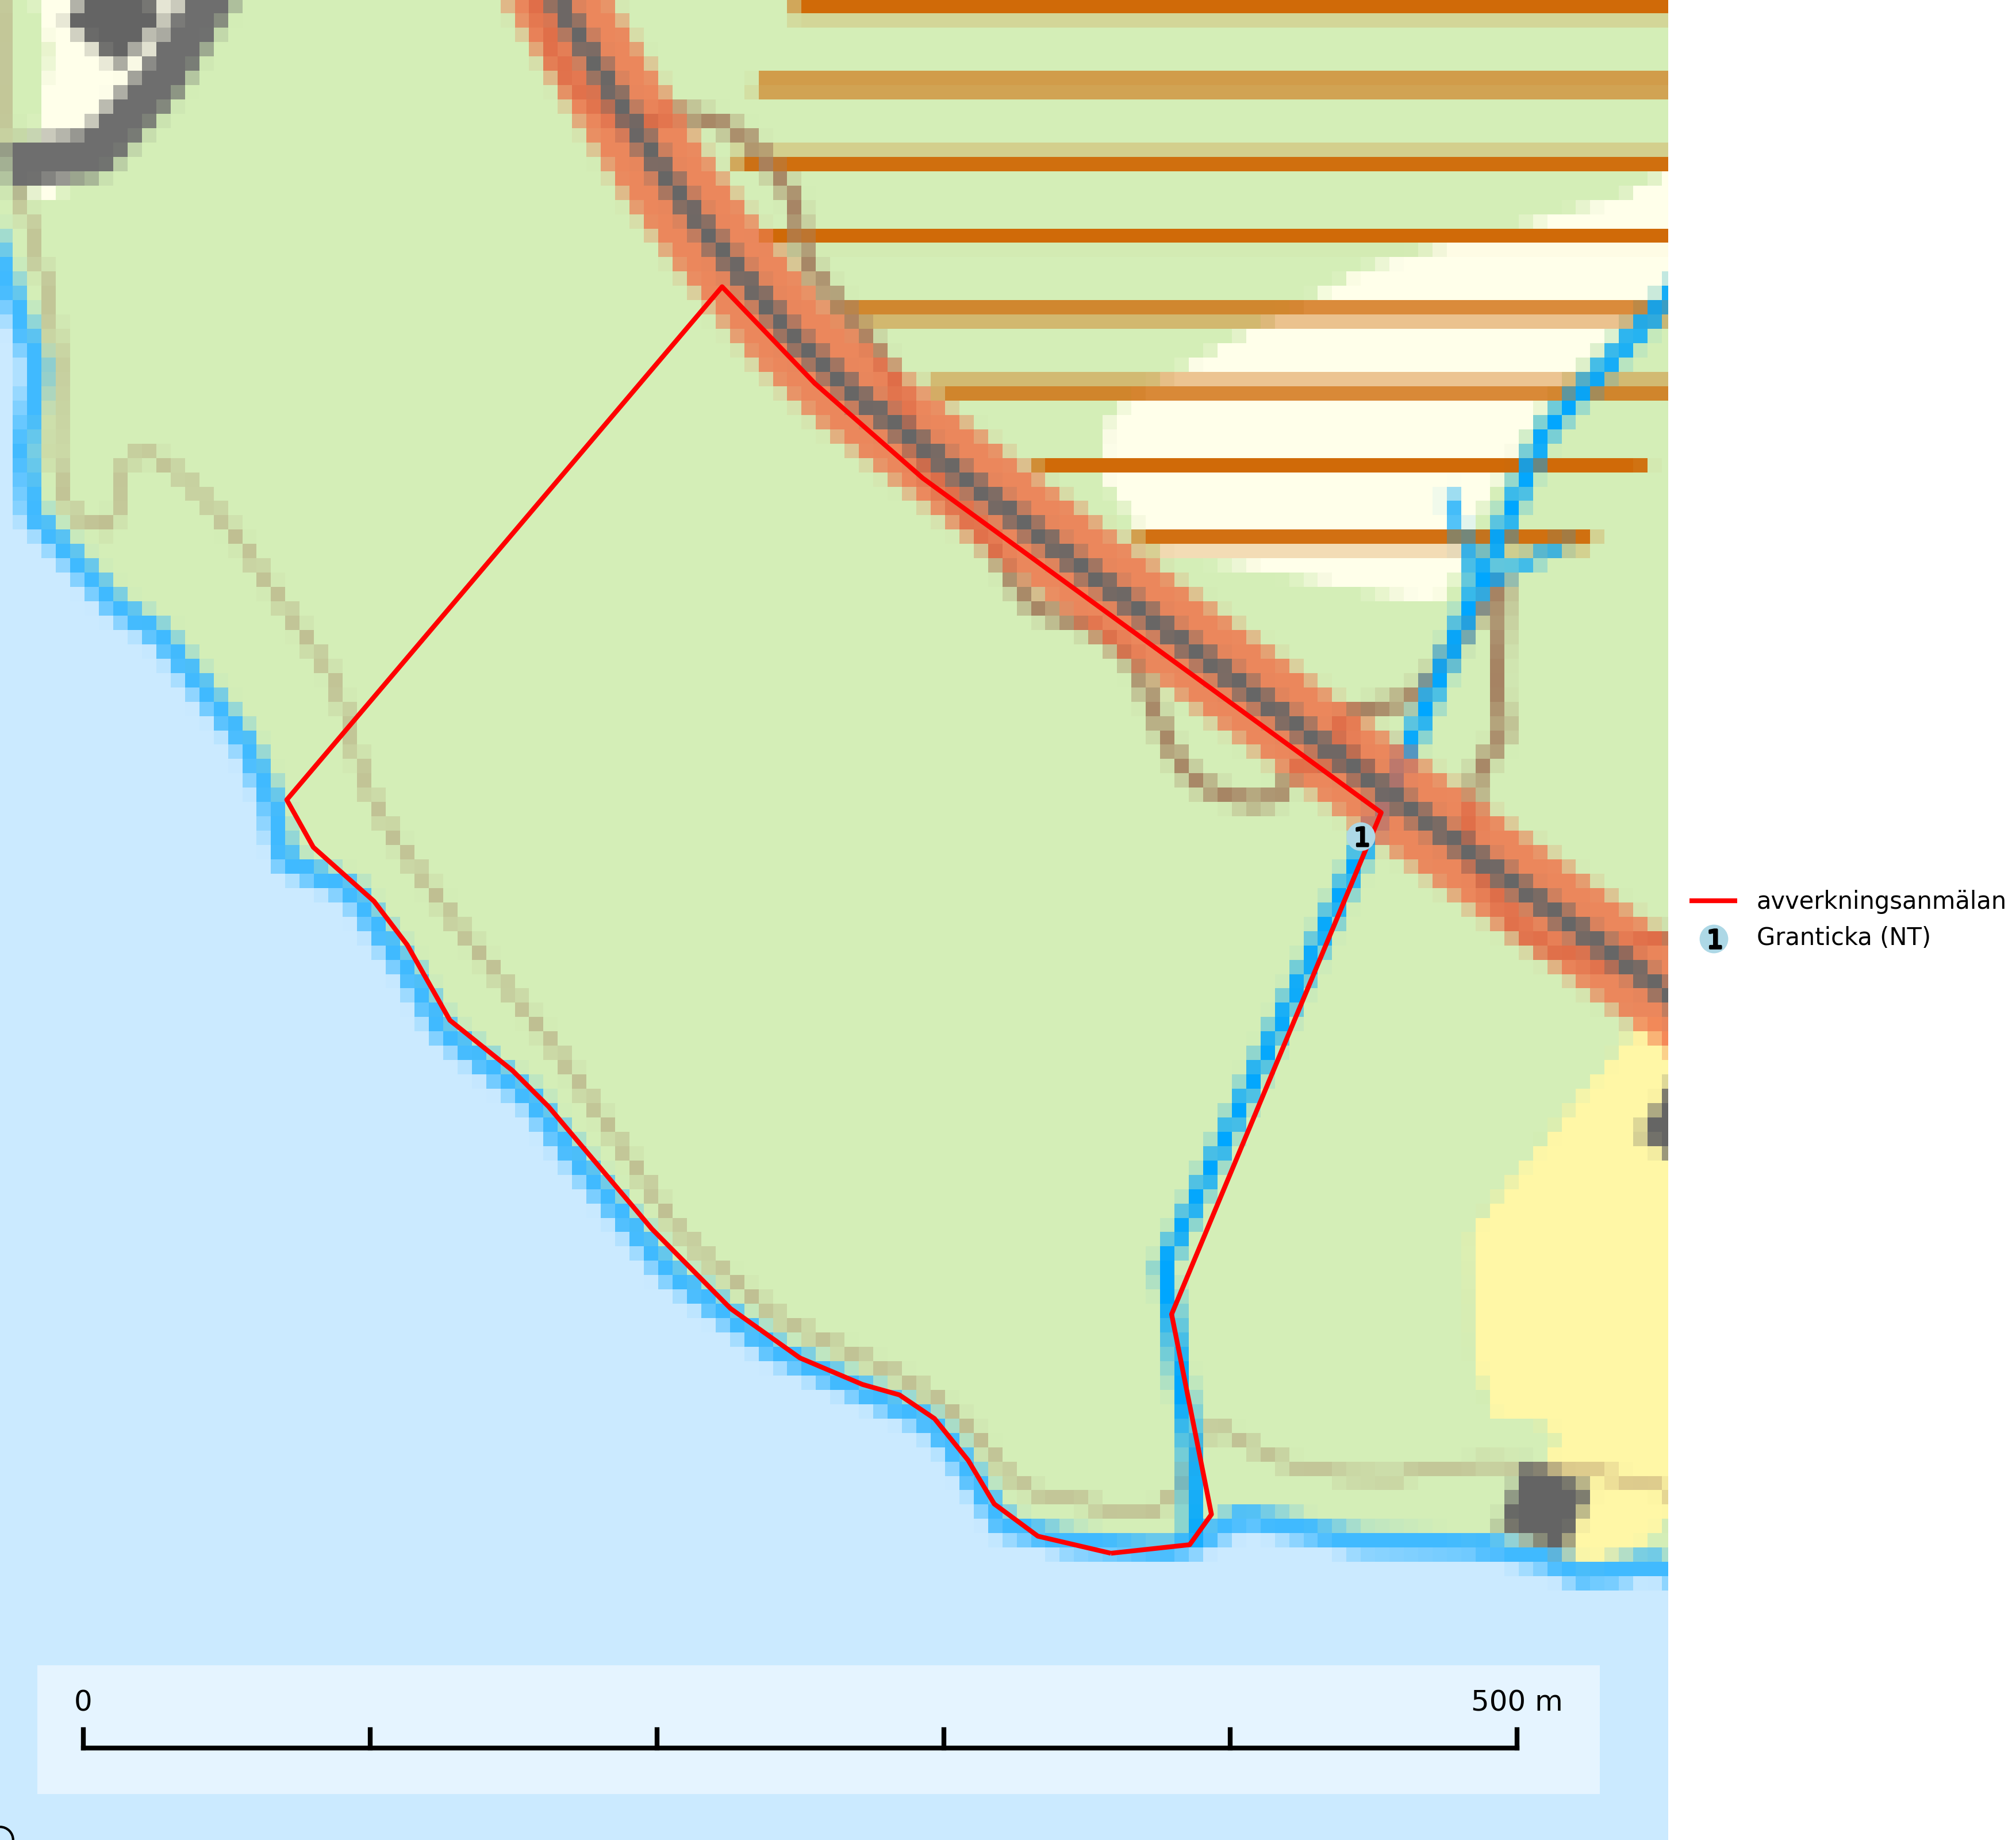 1
avverkningsanmälan
1 Granticka (NT)
0 500 m